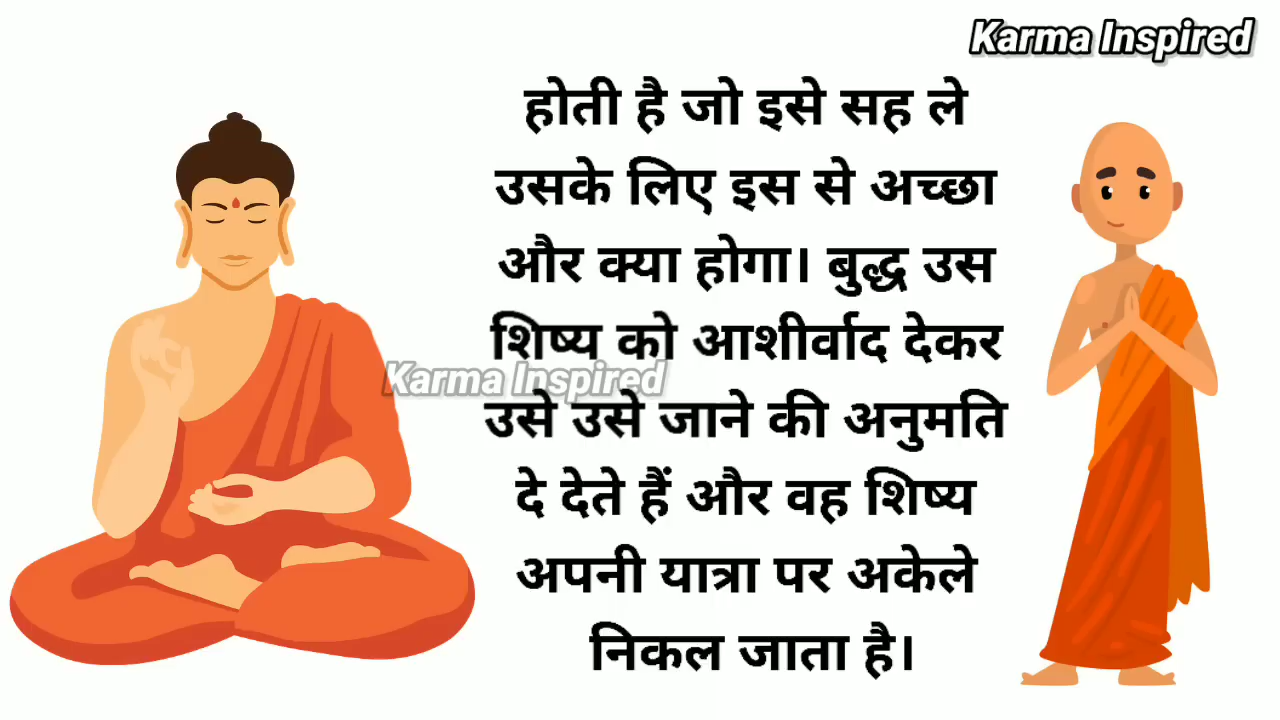 Karma Inspired
होती है जो इसे सह ले
उसके लिए इस से अच्छा
और क्या होगा। बुद्ध उस
शिष्य को आशीर्वाद देकर
Karma Inspired
उसे उसे जाने की अनुमति
दे देते हैं और वह शिष्य
अपनी यात्रा पर अकेले
निकल जाता है।